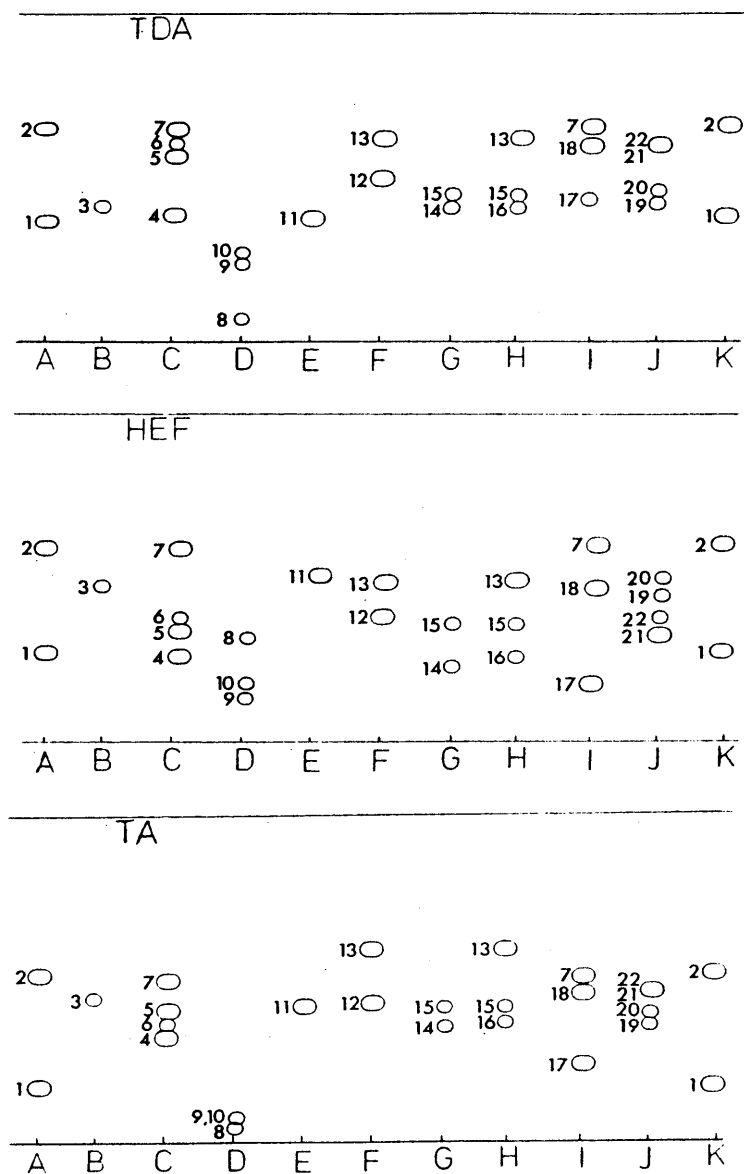 TDA
2 7 13 7 22 2
6 18 21
5
12
3 15 15 17 20
1 4 11 14 16 19 1
10
9
8
A B C D E F G H I J K
HEF
2 7 7 2
11 13 13 20
3 18 19
6 12 15 15 22
5 8 21
1 4 14 16 1
10 17
9
A B C D E F G H I J K
TA
13 13
2 7 7 22 2
3 18 21
5 11 12 15 15 20
6 14 16 19
4
17
1 1
9,10
8
A B C D E F G H I J K